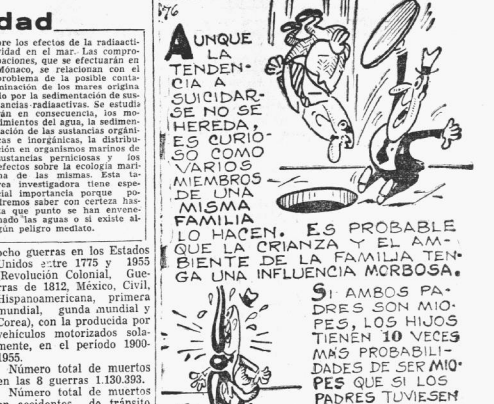 dad
bre los efectos de la radiacti-
vidad en el mar. Las compro-
baciones, que se efectuarán en
Mónaco, se relacionan con el
problema de la posible conta-
minación de los mares origina
do por la sedimentación de sus-
tancias radiactivas. Se estudia
rán en consecuencia, los mo-
vimientos del agua, la sedimen-
tación de las sustancias orgáni-
cas e inorgánicas, la distribu-
ción en organismos marinos de
sustancias perniciosas y los
efectos sobre la ecología mari-
na de las mismas. Esta ta-
rea investigadora tiene espe-
cial importancia porque po-
dremos saber con certeza has-
ta que punto se han envene-
nado las aguas o si existe al-
gún peligro mediato.
ocho guerras en los Estados
Unidos entre 1775 y 1955
(Revolución Colonial, Gue-
rras de 1812, México, Civil,
Hispanoamericana, primera
mundial, gunda mundial y
Corea), con la producida por
vehículos motorizados sola-
mente, en el período 1900-
1955.
Número total de muertos
en las 8 guerras 1.130.393.
Número total de muertos
en accidentes de tránsito
576
AUNQUE
LA
TENDEN-
CIA A
SUICIDAR-
SE NO SE
HEREDA,
ES CURIO-
SO COMO
VARIOS
MIEMBROS
DE UNA
MISMA
FAMILIA
LO HACEN. ES PROBABLE
QUE LA CRIANZA Y EL AM-
BIENTE DE LA FAMILIA TEN-
GA UNA INFLUENCIA MORBOSA.
SI AMBOS PA-
DRES SON MIO-
PES, LOS HIJOS
TIENEN 10 VECES
MÁS PROBABILI-
DADES DE SER MIO-
PES QUE SI LOS
PADRES TUVIESEN